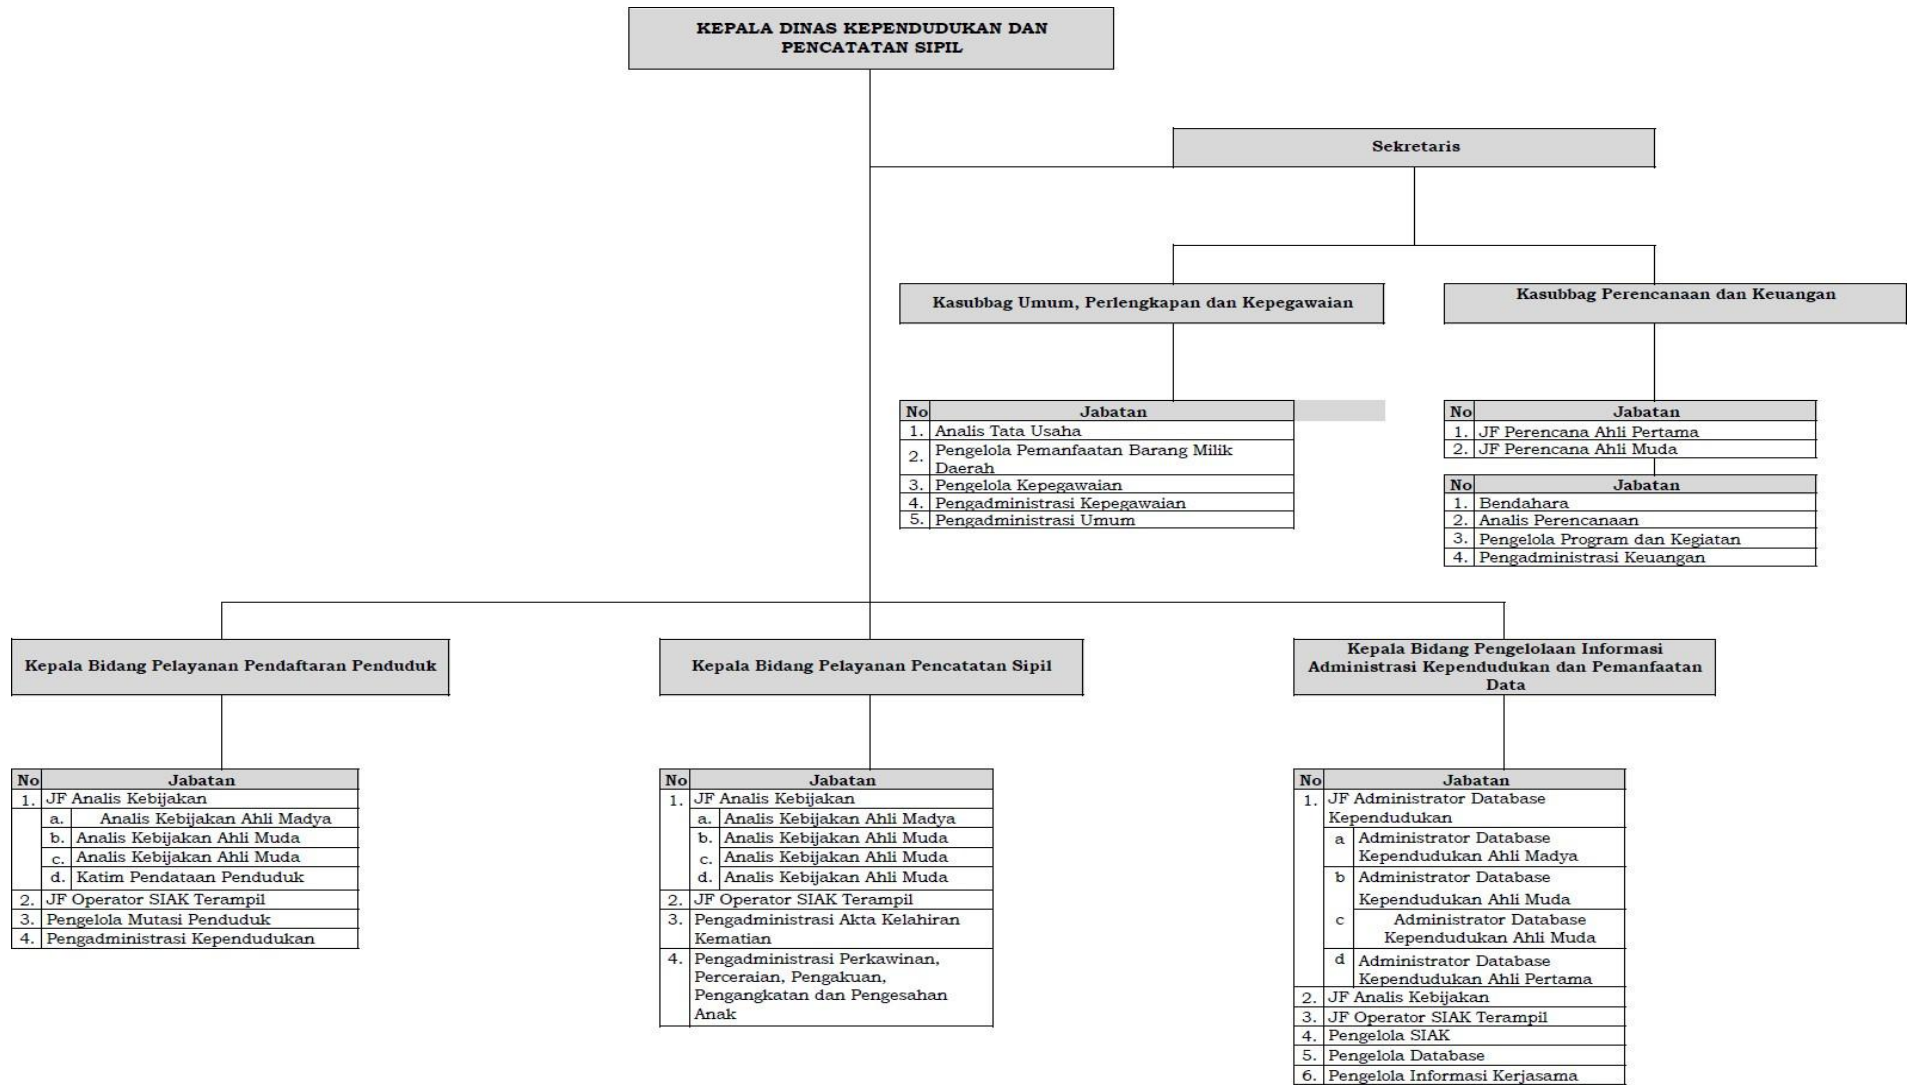 KEPALA DINAS KEPENDUDUKAN DAN
PENCATATAN SIPIL
Sekretaris
Kasubbag Umum, Perlengkapan dan Kepegawaian
Kasubbag Perencanaan dan Keuangan
No Jabatan
1. Analis Tata Usaha
2. Pengelola Pemanfaatan Barang Milik
Daerah
3. Pengelola Kepegawaian
4. Pengadministrasi Kepegawaian
5. Pengadministrasi Umum
No Jabatan
1. JF Perencana Ahli Pertama
2. JF Perencana Ahli Muda
No Jabatan
1. Bendahara
2. Analis Perencanaan
3. Pengelola Program dan Kegiatan
4. Pengadministrasi Keuangan
Kepala Bidang Pelayanan Pendaftaran Penduduk
Kepala Bidang Pelayanan Pencatatan Sipil
Kepala Bidang Pengelolaan Informasi
Administrasi Kependudukan dan Pemanfaatan
Data
No Jabatan
1. JF Analis Kebijakan
a. Analis Kebijakan Ahli Madya
b. Analis Kebijakan Ahli Muda
c. Analis Kebijakan Ahli Muda
d. Katim Pendataan Penduduk
2. JF Operator SIAK Terampil
3. Pengelola Mutasi Penduduk
4. Pengadministrasi Kependudukan
No Jabatan
1. JF Analis Kebijakan
a. Analis Kebijakan Ahli Madya
b. Analis Kebijakan Ahli Muda
c. Analis Kebijakan Ahli Muda
d. Analis Kebijakan Ahli Muda
2. JF Operator SIAK Terampil
3. Pengadministrasi Akta Kelahiran
Kematian
4. Pengadministrasi Perkawinan,
Perceraian, Pengakuan,
Pengangkatan dan Pengesahan
Anak
No Jabatan
1. JF Administrator Database
Kependudukan
a Administrator Database
Kependudukan Ahli Madya
b Administrator Database
Kependudukan Ahli Muda
c Administrator Database
Kependudukan Ahli Muda
d Administrator Database
Kependudukan Ahli Pertama
2. JF Analis Kebijakan
3. JF Operator SIAK Terampil
4. Pengelola SIAK
5. Pengelola Database
6. Pengelola Informasi Kerjasama